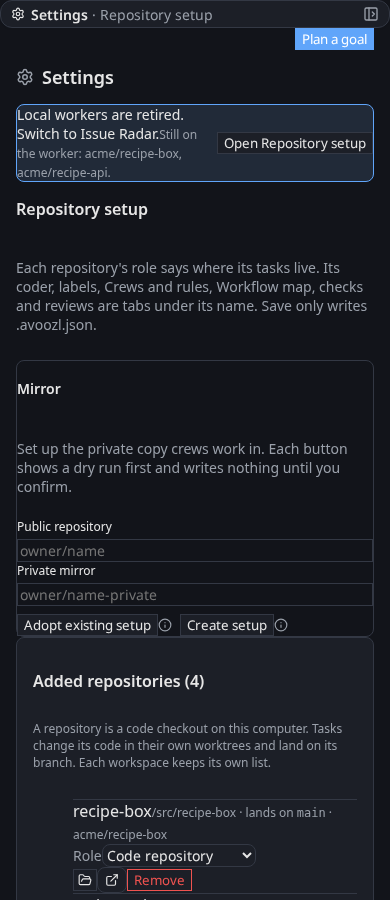 Settings · Repository setup
Plan a goal
Settings
Local workers are retired.
Switch to Issue Radar.Still on
the worker: acme/recipe-box,
acme/recipe-api.
Open Repository setup
Repository setup
Each repository's role says where its tasks live. Its
coder, labels, Crews and rules, Workflow map, checks
and reviews are tabs under its name. Save only writes
.avoozl.json.
Mirror
Set up the private copy crews work in. Each button
shows a dry run first and writes nothing until you
confirm.
Public repository
owner/name
Private mirror
owner/name-private
Adopt existing setup Create setup
Added repositories (4)
A repository is a code checkout on this computer. Tasks
change its code in their own worktrees and land on its
branch. Each workspace keeps its own list.
recipe-box/src/recipe-box · lands on main ·
acme/recipe-box
Role Code repository
Remove